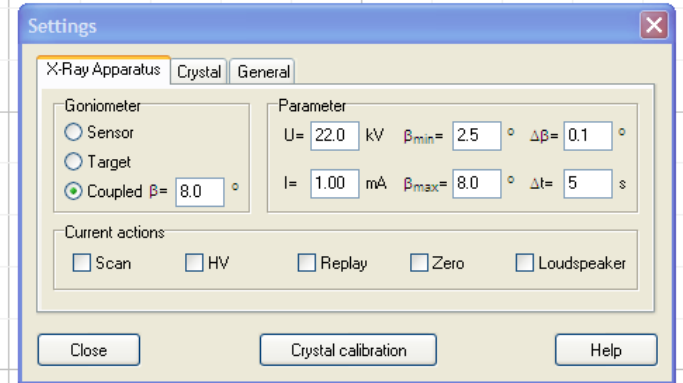 Settings
X-Ray Apparatus Crystal General
Goniometer Parameter
Sensor U= 22.0 kV βmin= 2.5 ° Δβ= 0.1 °
Target
Coupled β= 8.0 ° I= 1.00 mA βmax= 8.0 ° Δt= 5 s
Current actions
Scan HV Replay Zero Loudspeaker
Close Crystal calibration Help